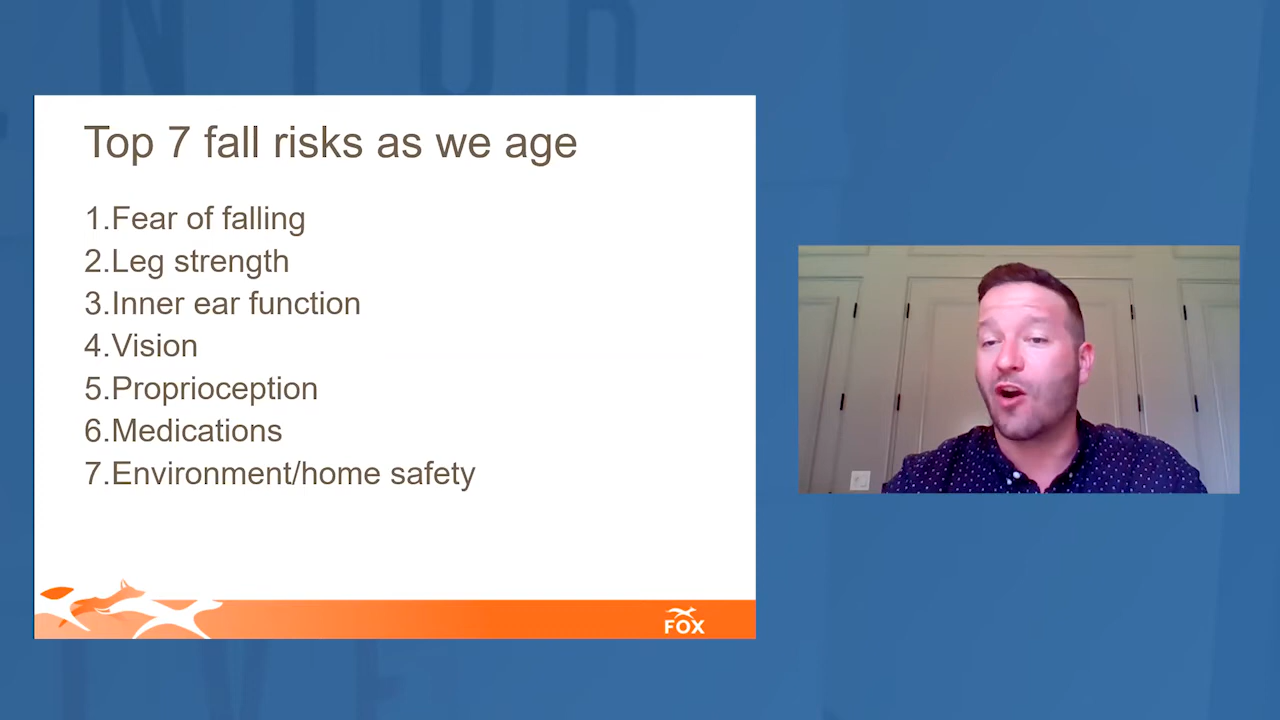 Top 7 fall risks as we age
1.Fear of falling
2.Leg strength
3.Inner ear function
4.Vision
5.Proprioception
6.Medications
7.Environment/home safety
FOX